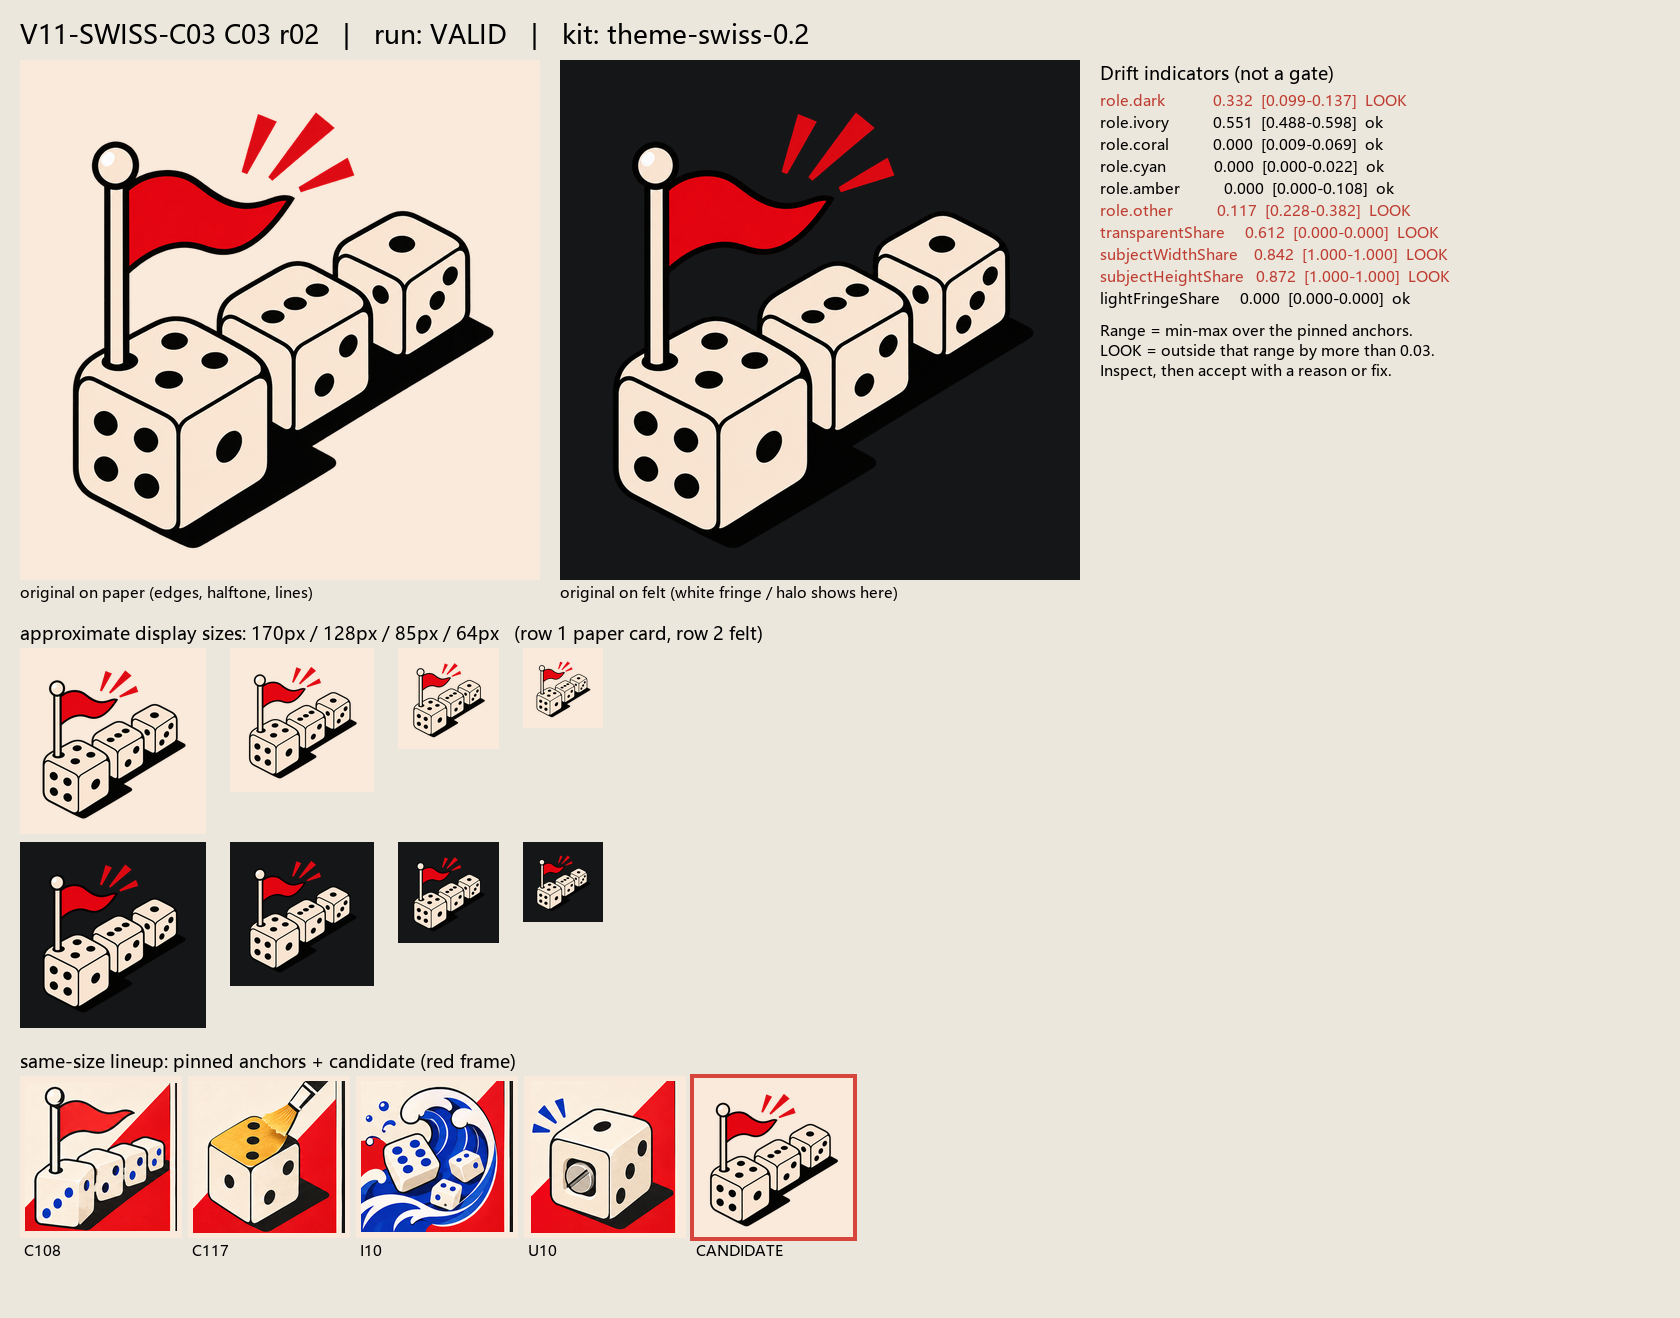 V11-SWISS-C03 C03 r02   |   run: VALID   |   kit: theme-swiss-0.2
Drift indicators (not a gate)
role.dark 0.332 [0.099-0.137] LOOK
role.ivory 0.551 [0.488-0.598] ok
role.coral 0.000 [0.009-0.069] ok
role.cyan 0.000 [0.000-0.022] ok
role.amber 0.000 [0.000-0.108] ok
role.other 0.117 [0.228-0.382] LOOK
transparentShare 0.612 [0.000-0.000] LOOK
subjectWidthShare 0.842 [1.000-1.000] LOOK
subjectHeightShare 0.872 [1.000-1.000] LOOK
lightFringeShare 0.000 [0.000-0.000] ok
Range = min-max over the pinned anchors.
LOOK = outside that range by more than 0.03.
Inspect, then accept with a reason or fix.
original on paper (edges, halftone, lines)
original on felt (white fringe / halo shows here)
approximate display sizes: 170px / 128px / 85px / 64px   (row 1 paper card, row 2 felt)
same-size lineup: pinned anchors + candidate (red frame)
C108
C117
I10
U10
CANDIDATE